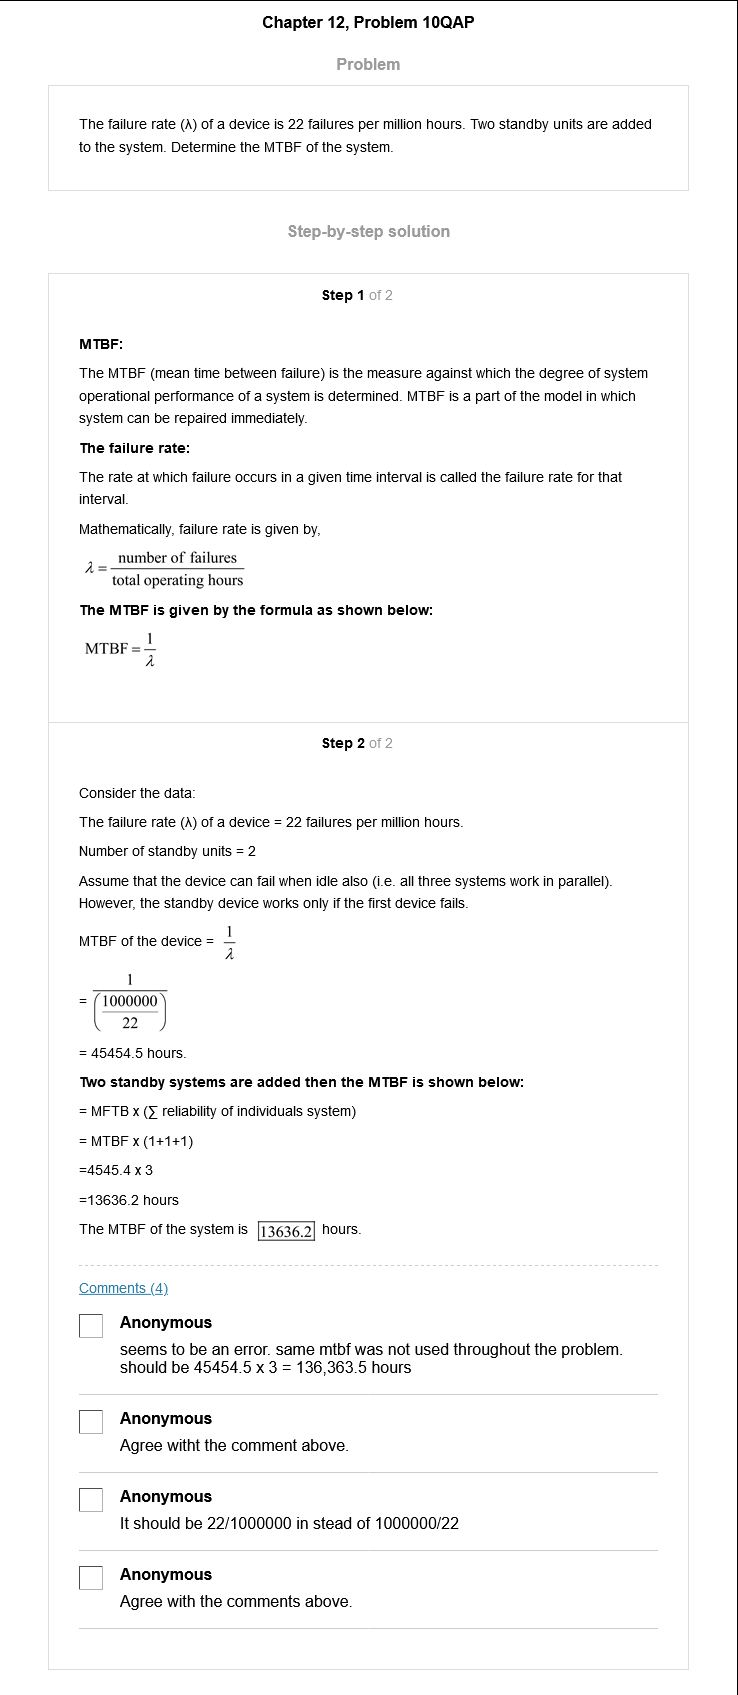 Chapter 12, Problem 10QAP
Problem
The failure rate (λ) of a device is 22 failures per million hours. Two standby units are added
to the system. Determine the MTBF of the system.
Step-by-step solution
Step 1 of 2
MTBF:
The MTBF (mean time between failure) is the measure against which the degree of system
operational performance of a system is determined. MTBF is a part of the model in which
system can be repaired immediately.
The failure rate:
The rate at which failure occurs in a given time interval is called the failure rate for that
interval.
Mathematically, failure rate is given by,
λ = number of failures / total operating hours
The MTBF is given by the formula as shown below:
MTBF = 1/λ
Step 2 of 2
Consider the data:
The failure rate (λ) of a device = 22 failures per million hours.
Number of standby units = 2
Assume that the device can fail when idle also (i.e. all three systems work in parallel).
However, the standby device works only if the first device fails.
MTBF of the device = 1/λ
= 1/(1000000/22)
= 45454.5 hours.
Two standby systems are added then the MTBF is shown below:
= MFTB x (∑ reliability of individuals system)
= MTBF x (1+1+1)
=4545.4 x 3
=13636.2 hours
The MTBF of the system is 13636.2 hours.
Comments (4)
Anonymous
seems to be an error. same mtbf was not used throughout the problem.
should be 45454.5 x 3 = 136,363.5 hours
Anonymous
Agree witht the comment above.
Anonymous
It should be 22/1000000 in stead of 1000000/22
Anonymous
Agree with the comments above.